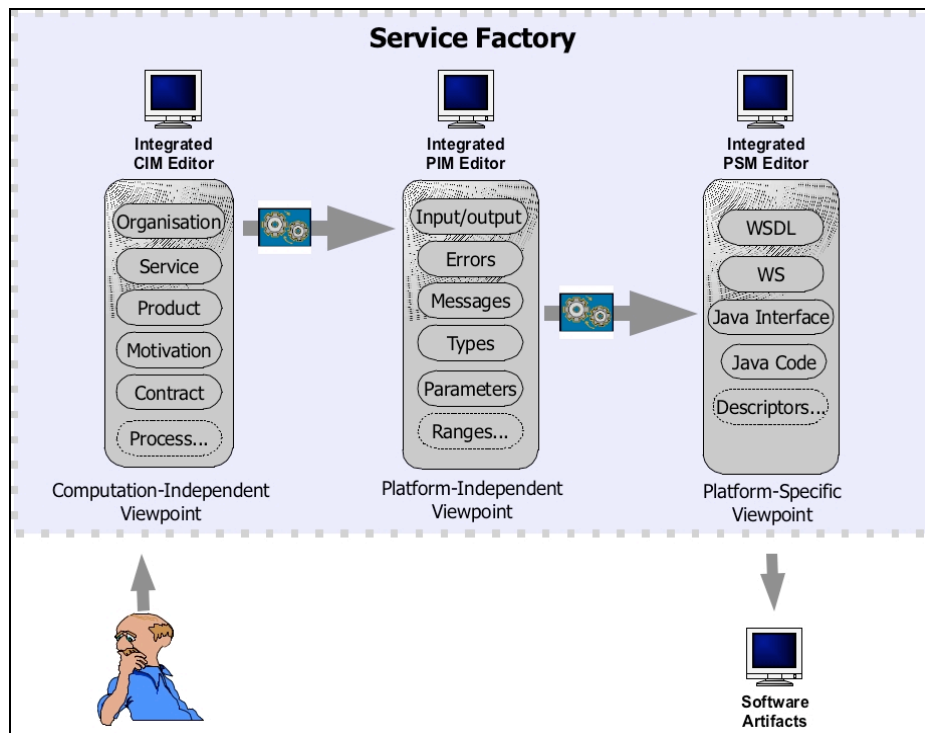 Service Factory
Integrated
CIM Editor
Organisation
Service
Product
Motivation
Contract
Process...
Computation-Independent
Viewpoint
Integrated
PIM Editor
Input/output
Errors
Messages
Types
Parameters
Ranges...
Platform-Independent
Viewpoint
Integrated
PSM Editor
WSDL
WS
Java Interface
Java Code
Descriptors...
Platform-Specific
Viewpoint
Software
Artifacts